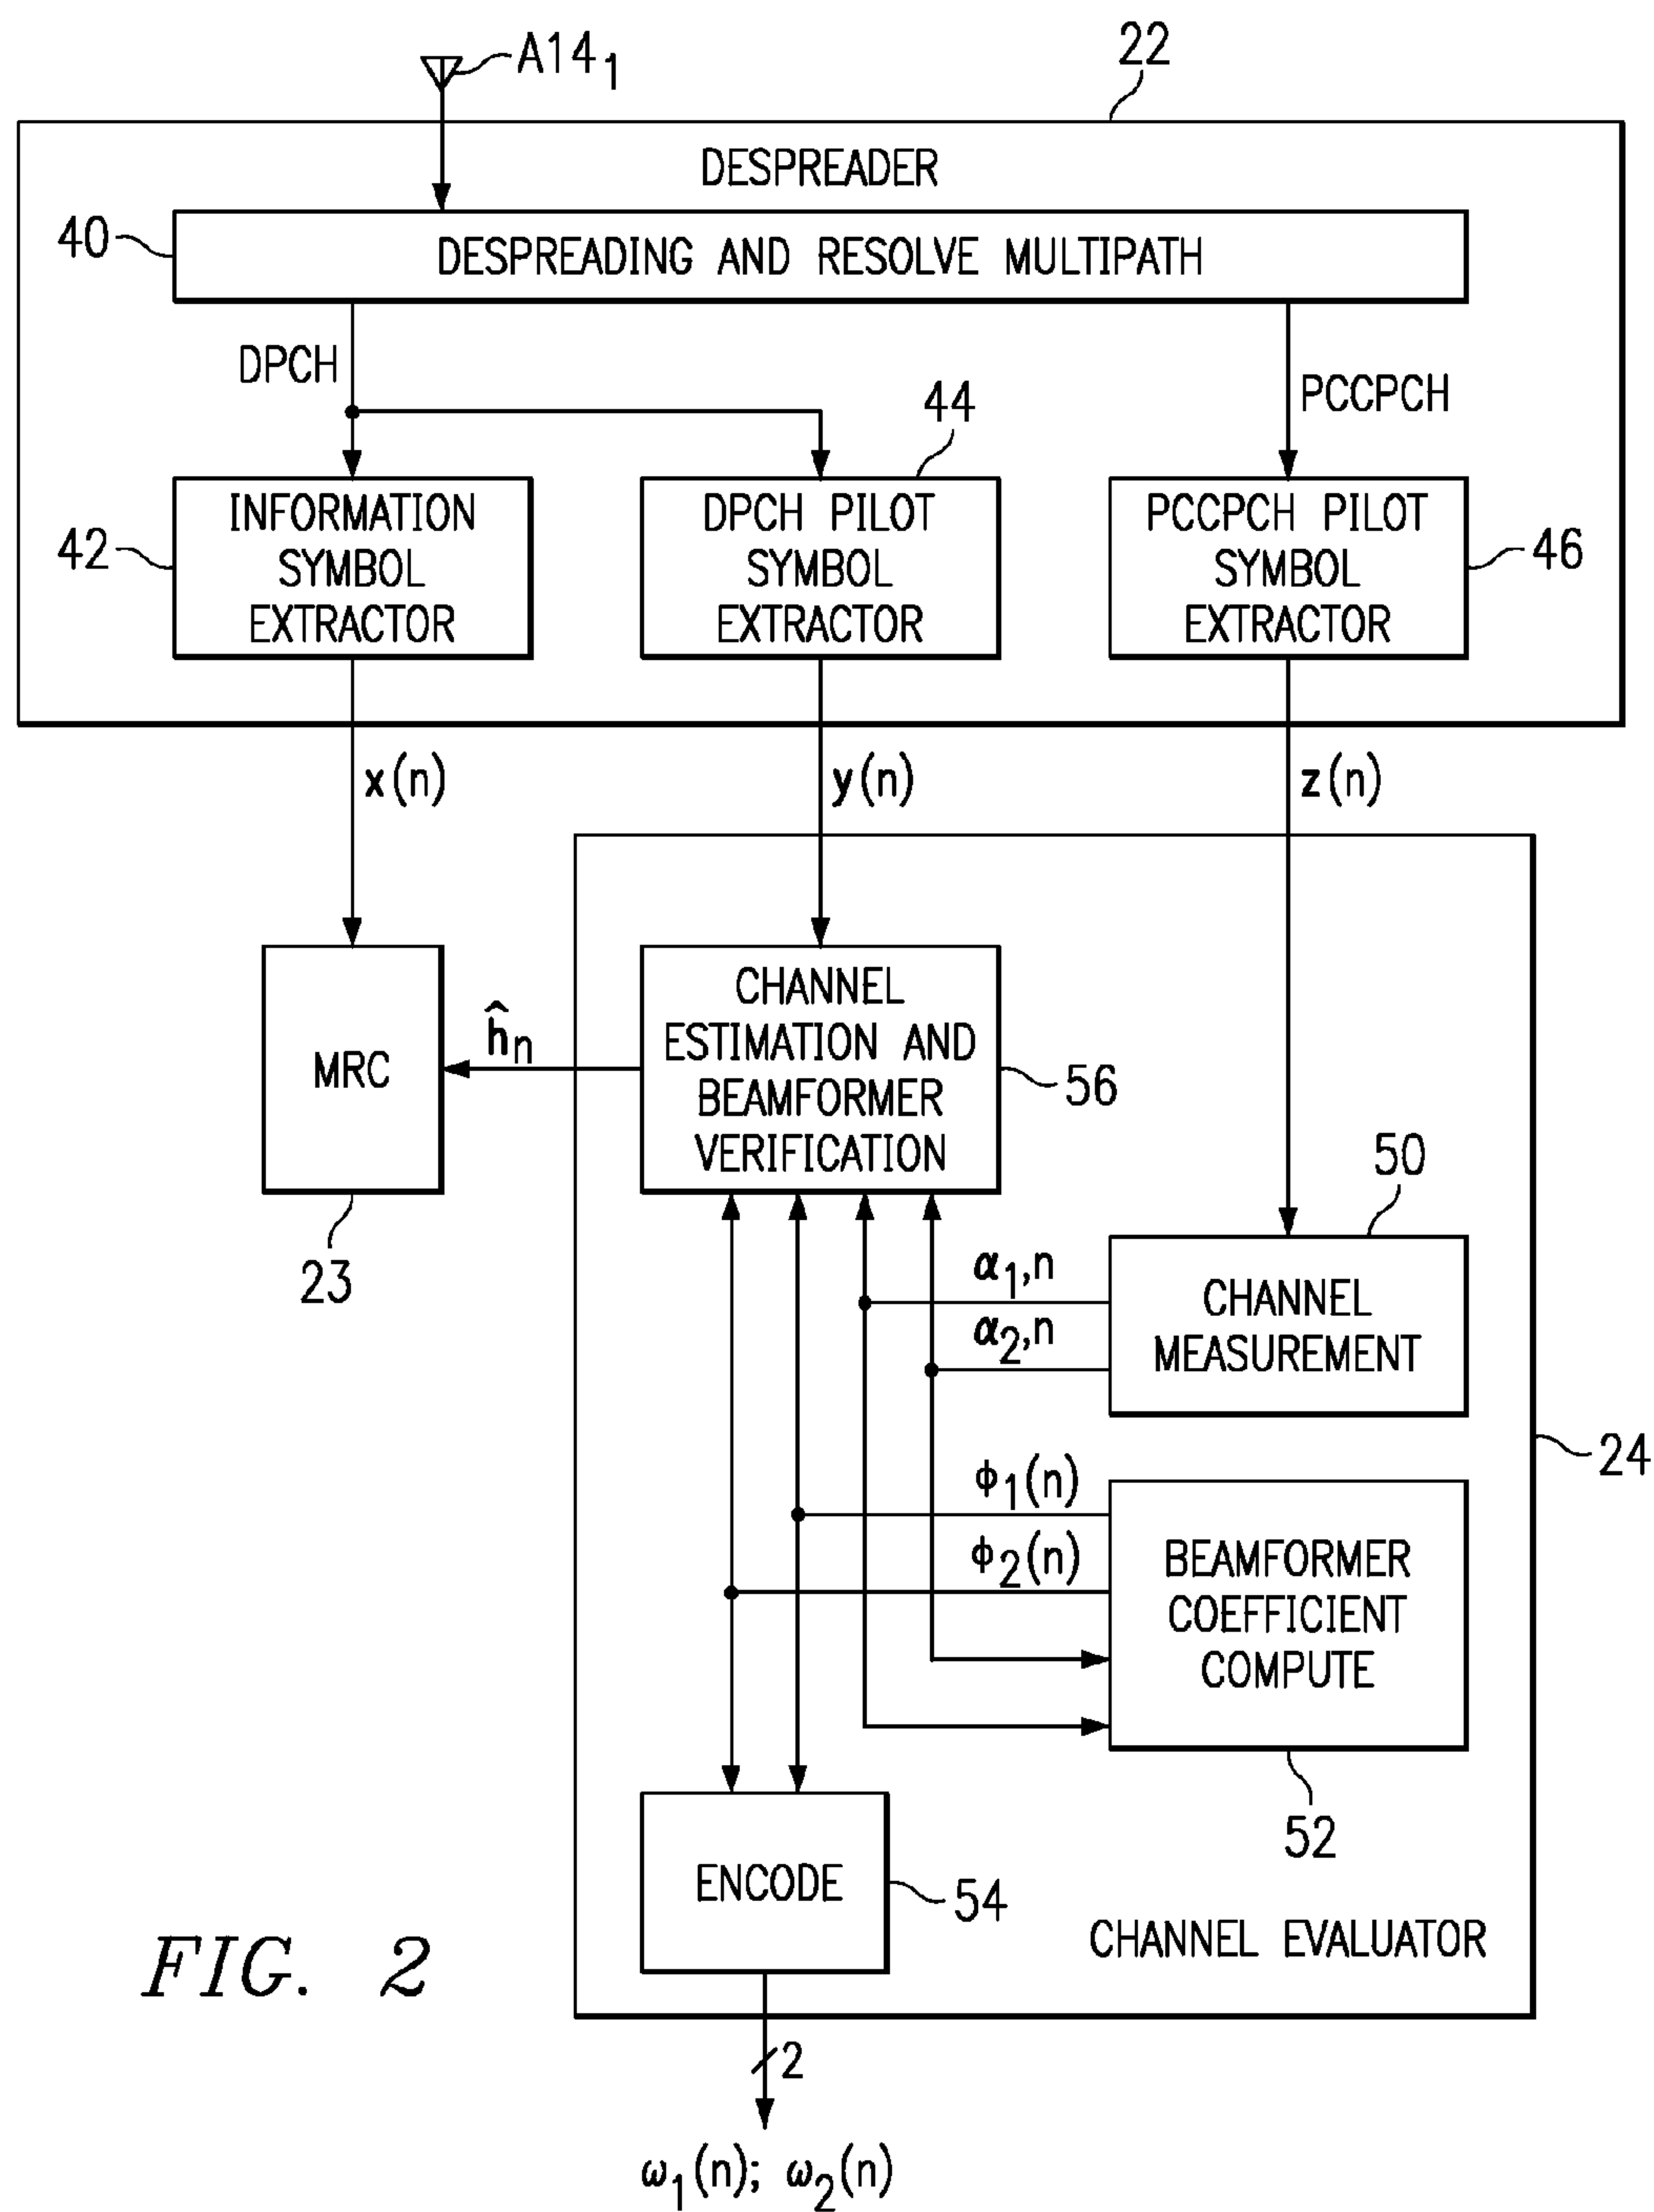 A14₁
22
DESPREADER
40
DESPREADING AND RESOLVE MULTIPATH
DPCH
PCCPCH
44
42
INFORMATION
SYMBOL
EXTRACTOR
DPCH PILOT
SYMBOL
EXTRACTOR
PCCPCH PILOT
SYMBOL
EXTRACTOR
46
x(n)
y(n)
z(n)
MRC
23
ĥₙ
CHANNEL
ESTIMATION AND
BEAMFORMER
VERIFICATION
56
50
α₁,n
α₂,n
CHANNEL
MEASUREMENT
24
ϕ₁(n)
ϕ₂(n)
BEAMFORMER
COEFFICIENT
COMPUTE
52
ENCODE
54
CHANNEL EVALUATOR
FIG. 2
2
ω₁(n); ω₂(n)